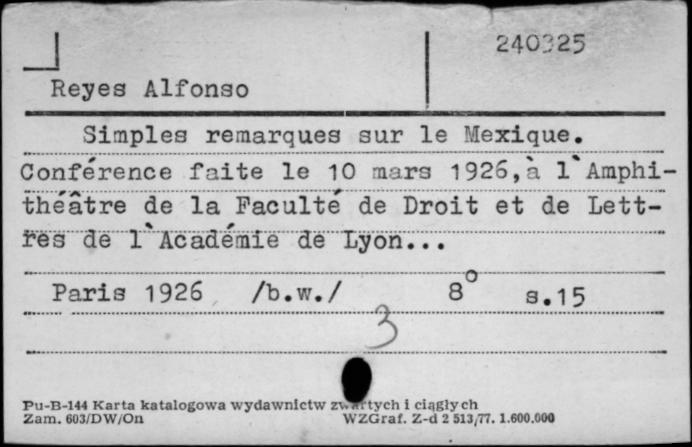 240325
Reyes Alfonso
Simples remarques sur le Mexique.
Conférence faite le 10 mars 1926, à l`Amphi-
théâtre de la Faculté de Droit et de Lett-
res de l`Académie de Lyon...
Paris 1926 /b.w./ 8° s.15
3
Pu-B-144 Karta katalogowa wydawnictw zwartych i ciągłych
Zam. 603/DW/On WZGraf. Z-d 2 513/77. 1.600.000